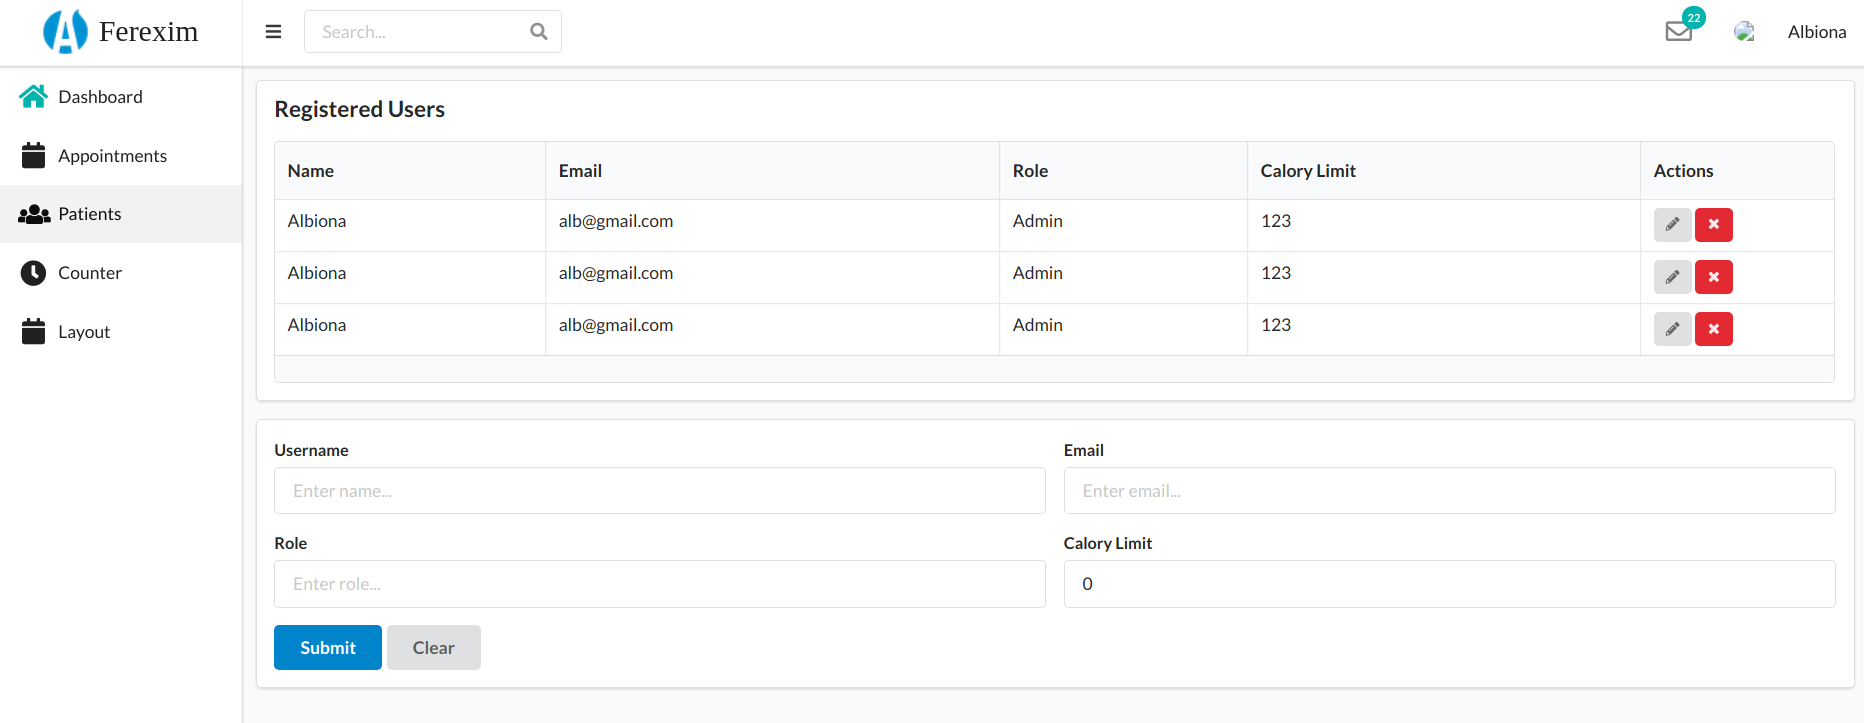 Ferexim
Search...
22
Albiona
Dashboard
Appointments
Patients
Counter
Layout
Registered Users
Name Email Role Calory Limit Actions
Albiona alb@gmail.com Admin 123
Albiona alb@gmail.com Admin 123
Albiona alb@gmail.com Admin 123
Username Email
Enter name... Enter email...
Role Calory Limit
Enter role... 0
Submit Clear